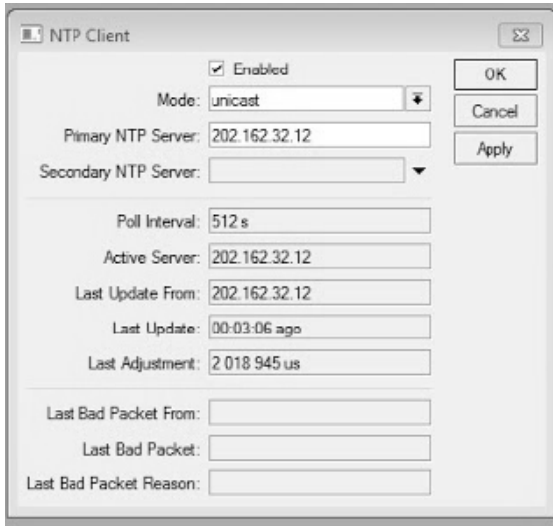 NTP Client
Enabled
OK
Mode: unicast
Cancel
Primary NTP Server: 202.162.32.12
Apply
Secondary NTP Server:
Poll Interval: 512 s
Active Server: 202.162.32.12
Last Update From: 202.162.32.12
Last Update: 00:03:06 ago
Last Adjustment: 2 018 945 us
Last Bad Packet From:
Last Bad Packet:
Last Bad Packet Reason: